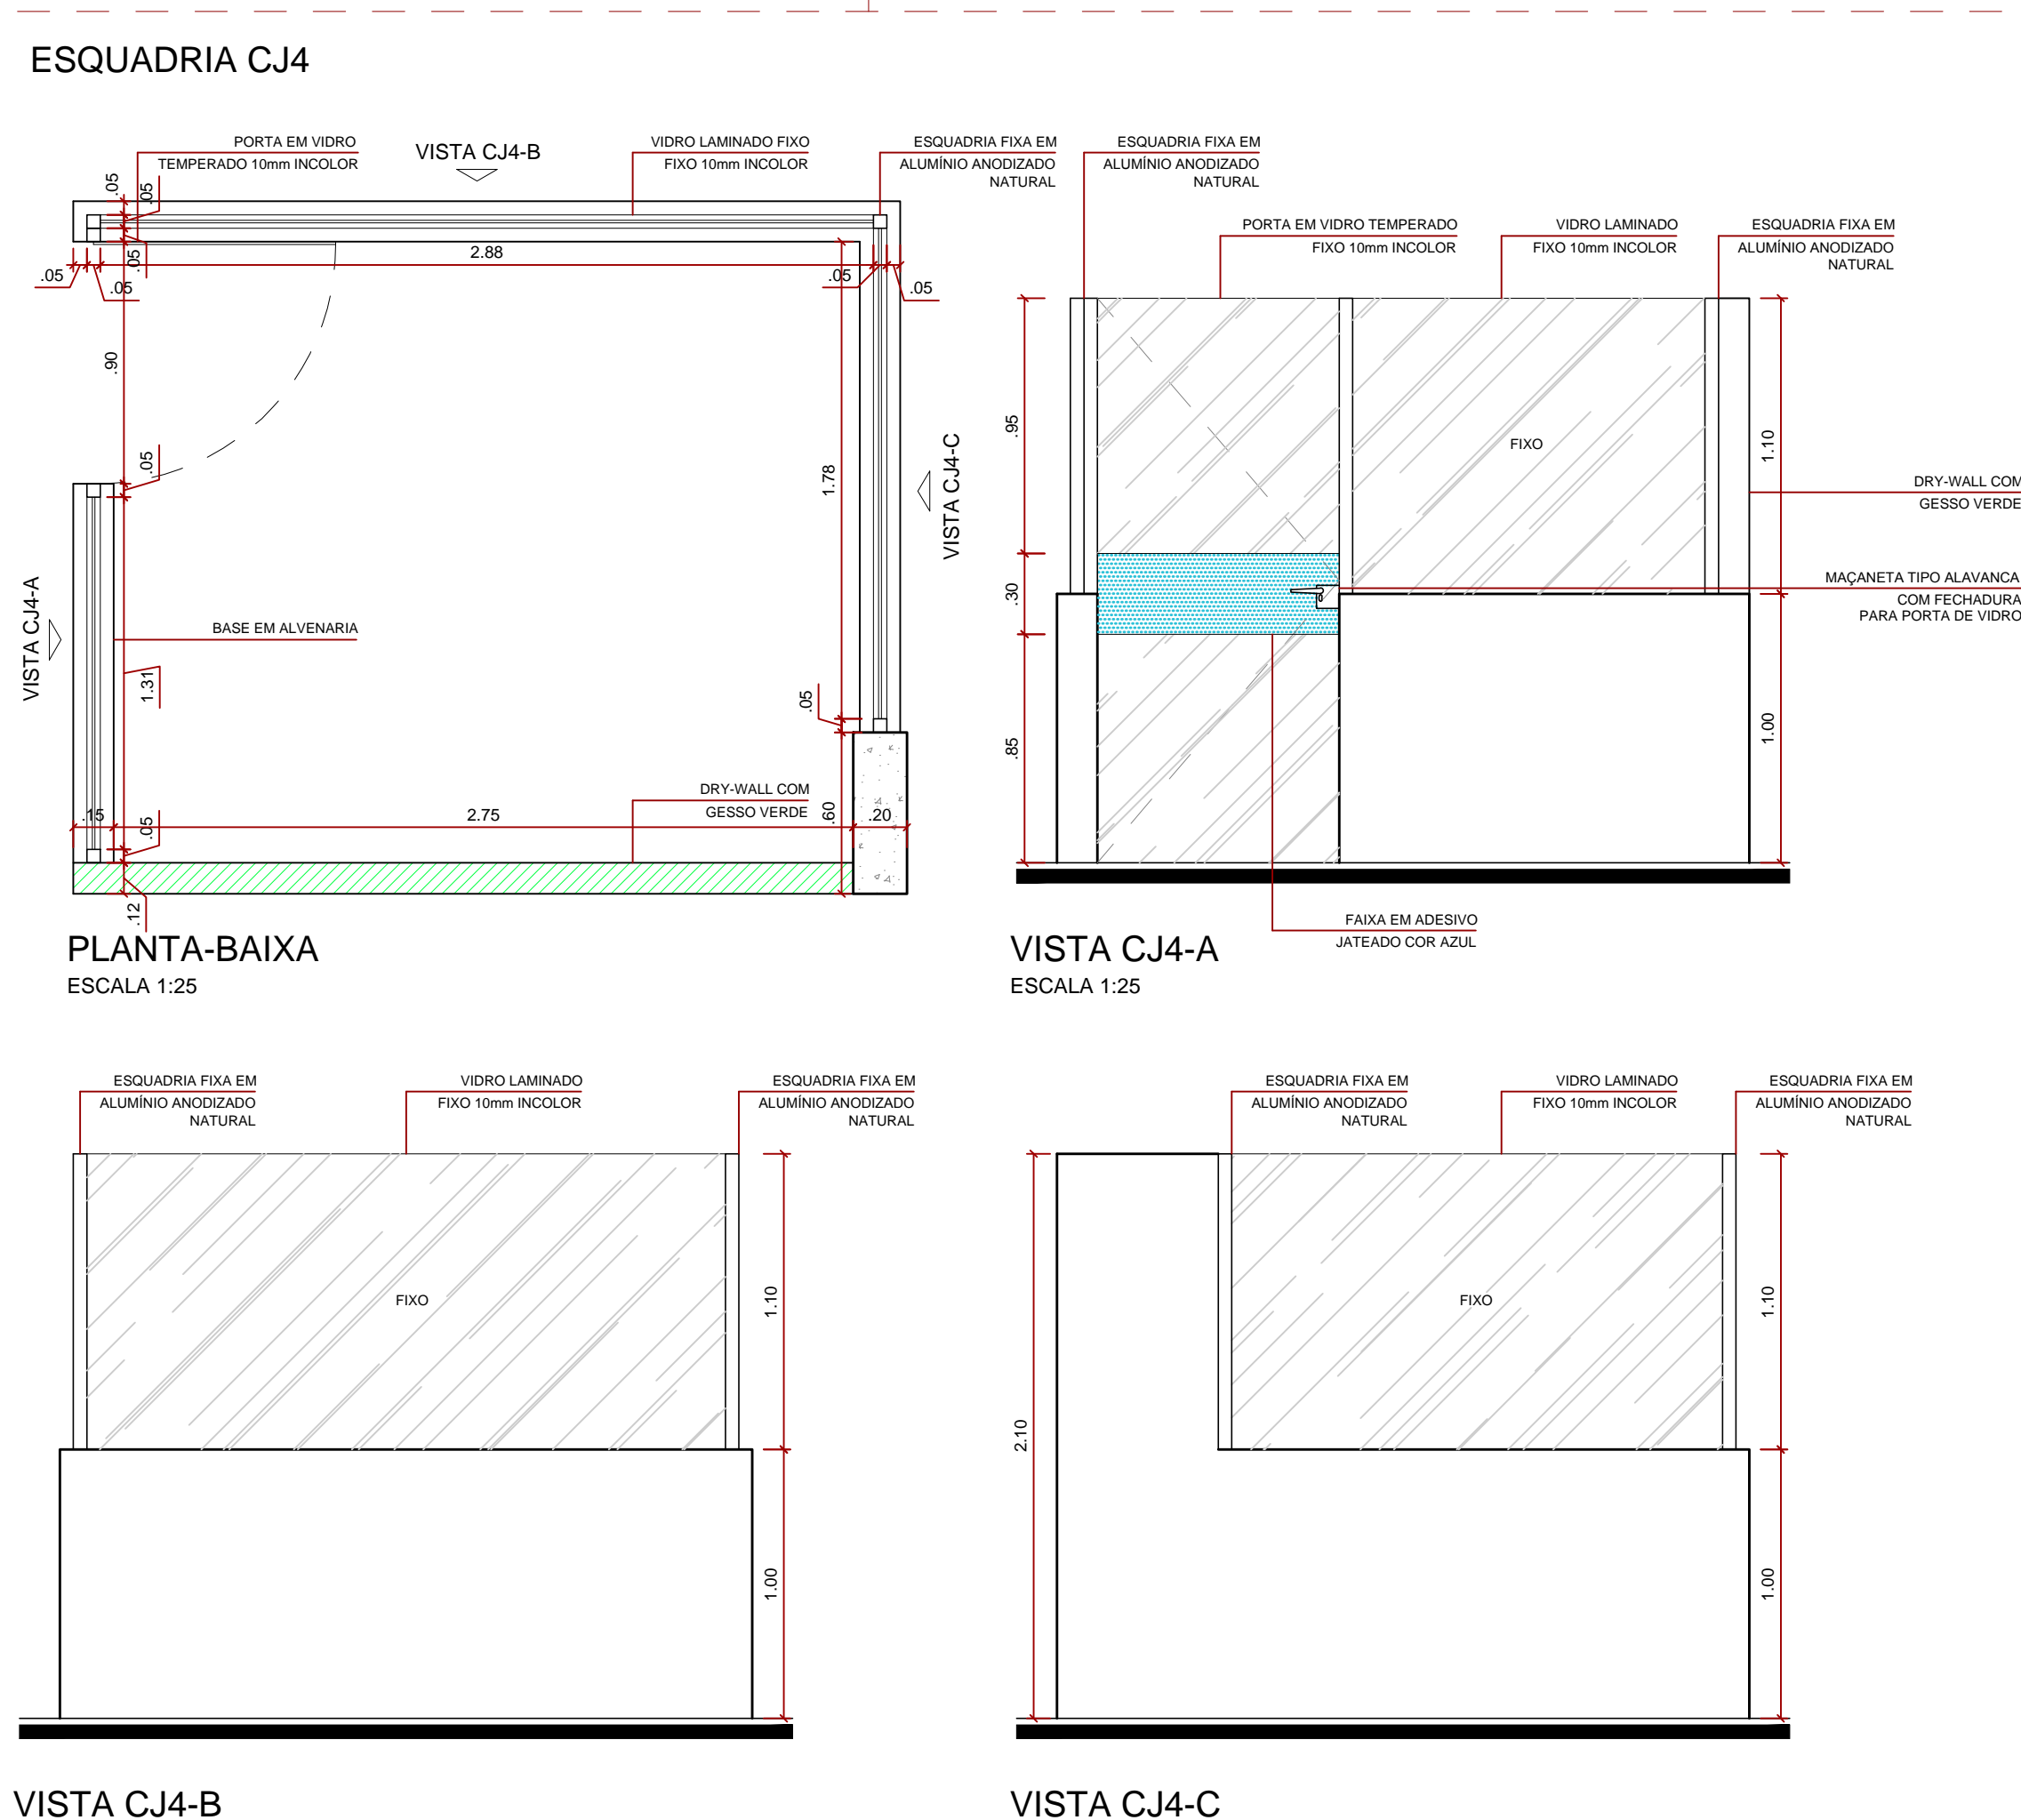 ESQUADRIA CJ4
PORTA EM VIDRO
TEMPERADO 10mm INCOLOR
VISTA CJ4-B
VIDRO LAMINADO FIXO
FIXO 10mm INCOLOR
ESQUADRIA FIXA EM
ALUMÍNIO ANODIZADO
NATURAL
.05
.05
.05
2.88
.05
.05
.05
.05
.90
.05
1.78
VISTA CJ4-C
VISTA CJ4-A
BASE EM ALVENARIA
1.31
.05
DRY-WALL COM
GESSO VERDE
.15
2.75
.60
.20
.05
.12
PLANTA-BAIXA
ESCALA 1:25
ESQUADRIA FIXA EM
ALUMÍNIO ANODIZADO
NATURAL
PORTA EM VIDRO TEMPERADO
FIXO 10mm INCOLOR
VIDRO LAMINADO
FIXO 10mm INCOLOR
ESQUADRIA FIXA EM
ALUMÍNIO ANODIZADO
NATURAL
.95
FIXO
1.10
DRY-WALL COM
GESSO VERDE
.30
MAÇANETA TIPO ALAVANCA
COM FECHADURA
PARA PORTA DE VIDRO
.85
1.00
FAIXA EM ADESIVO
JATEADO COR AZUL
VISTA CJ4-A
ESCALA 1:25
ESQUADRIA FIXA EM
ALUMÍNIO ANODIZADO
NATURAL
VIDRO LAMINADO
FIXO 10mm INCOLOR
ESQUADRIA FIXA EM
ALUMÍNIO ANODIZADO
NATURAL
FIXO
1.10
1.00
VISTA CJ4-B
ESQUADRIA FIXA EM
ALUMÍNIO ANODIZADO
NATURAL
VIDRO LAMINADO
FIXO 10mm INCOLOR
ESQUADRIA FIXA EM
ALUMÍNIO ANODIZADO
NATURAL
FIXO
1.10
2.10
1.00
VISTA CJ4-C